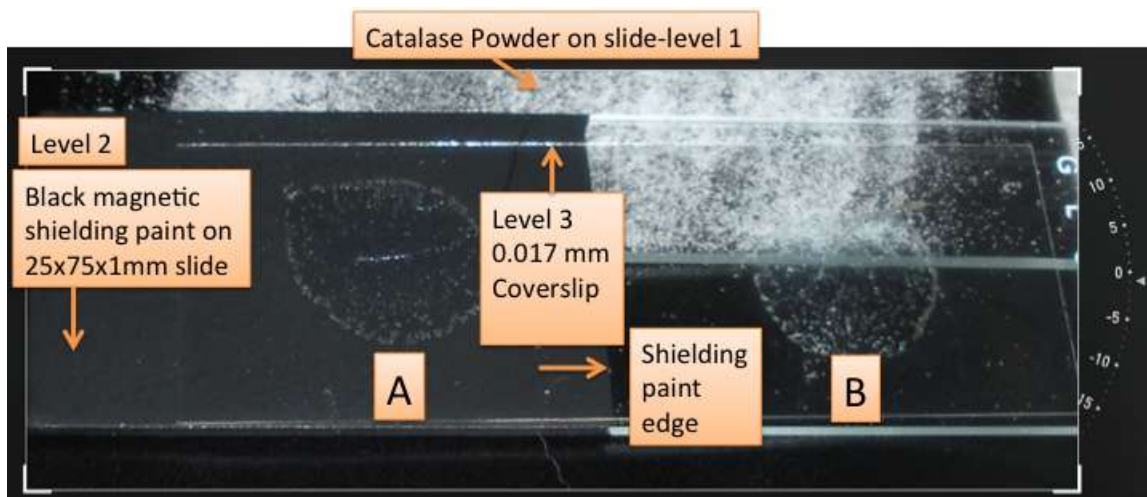 Catalase Powder on slide-level 1
Level 2
Black magnetic
shielding paint on
25x75x1mm slide
Level 3
0.017 mm
Coverslip
Shielding
paint
edge
A
B
G
L
5
10
5
0
-5
-10
-15